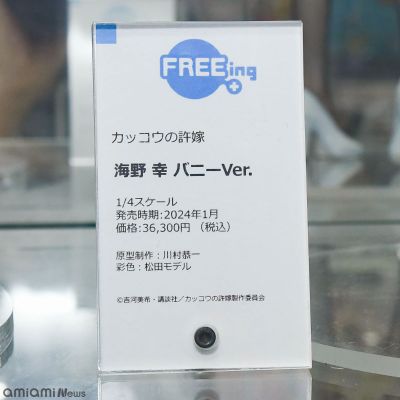 FREEing
カッコウの許嫁
海野 幸 バニーVer.
1/4スケール
発売時期:2024年1月
価格:36,300円 （税込）
原型制作：川村恭一
彩色：松田モデル
©吉河美希・講談社／カッコウの許嫁製作委員会
amiami News